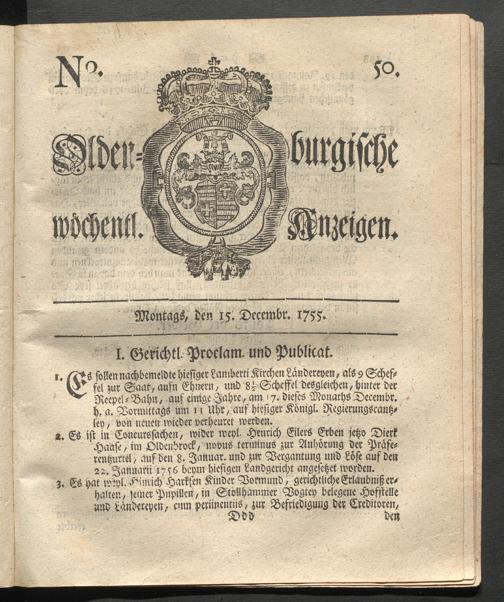 No. 50.
Olden- burgische
wöchentl. Anzeigen.
Montags, den 15. Decembr. 1755.
I. Gerichtl. Proclam. und Publicat.
1. Es sollen nachbemeldte hiesiger Lamberti Kirchen Ländereyen, als 9 Schef-
fel zur Saat, aufn Ehnern, und 8½ Scheffel desgleichen, hinter der
Reepel-Bahn, auf einige Jahre, am 17. dieses Monaths Decembr.
h. a. Vormittags um 11 Uhr, auf hiesiger Königl. Regierungscantz-
ley, von neuen wieder verheuret werden.
2. Es ist in Concurssachen, wider weyl. Hinrich Eilers Erben jetzo Dierk
Haase, im Oldenbrock, novus terminus zur Anhörung der Präfe-
rentzurtel, auf den 8. Januar. und zur Vergantung und Löse auf den
22. Januarii 1756 beym hiesigen Landgericht angesetzet worden.
3. Es hat weyl. Hinrich Harksen Kinder Vormund, gerichtliche Erlaubniß er-
halten, seiner Pupillen, in Stollhammer Vogtey belegene Hofstelle
und Ländereyen, cum pertinentiis, zur Befriedigung der Creditoren,
Ddd den